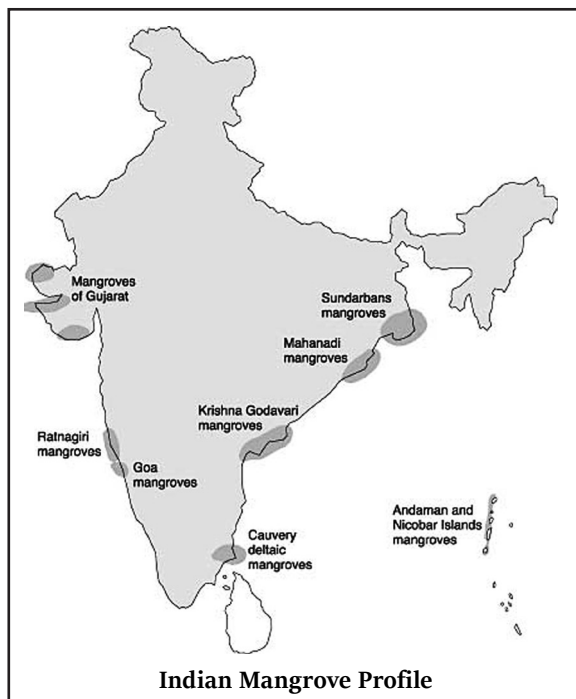 Mangroves
of Gujarat
Sundarbans
mangroves
Mahanadi
mangroves
Krishna Godavari
mangroves
Ratnagiri
mangroves
Goa
mangroves
Andaman and
Nicobar Islands
mangroves
Cauvery
deltaic
mangroves
Indian Mangrove Profile